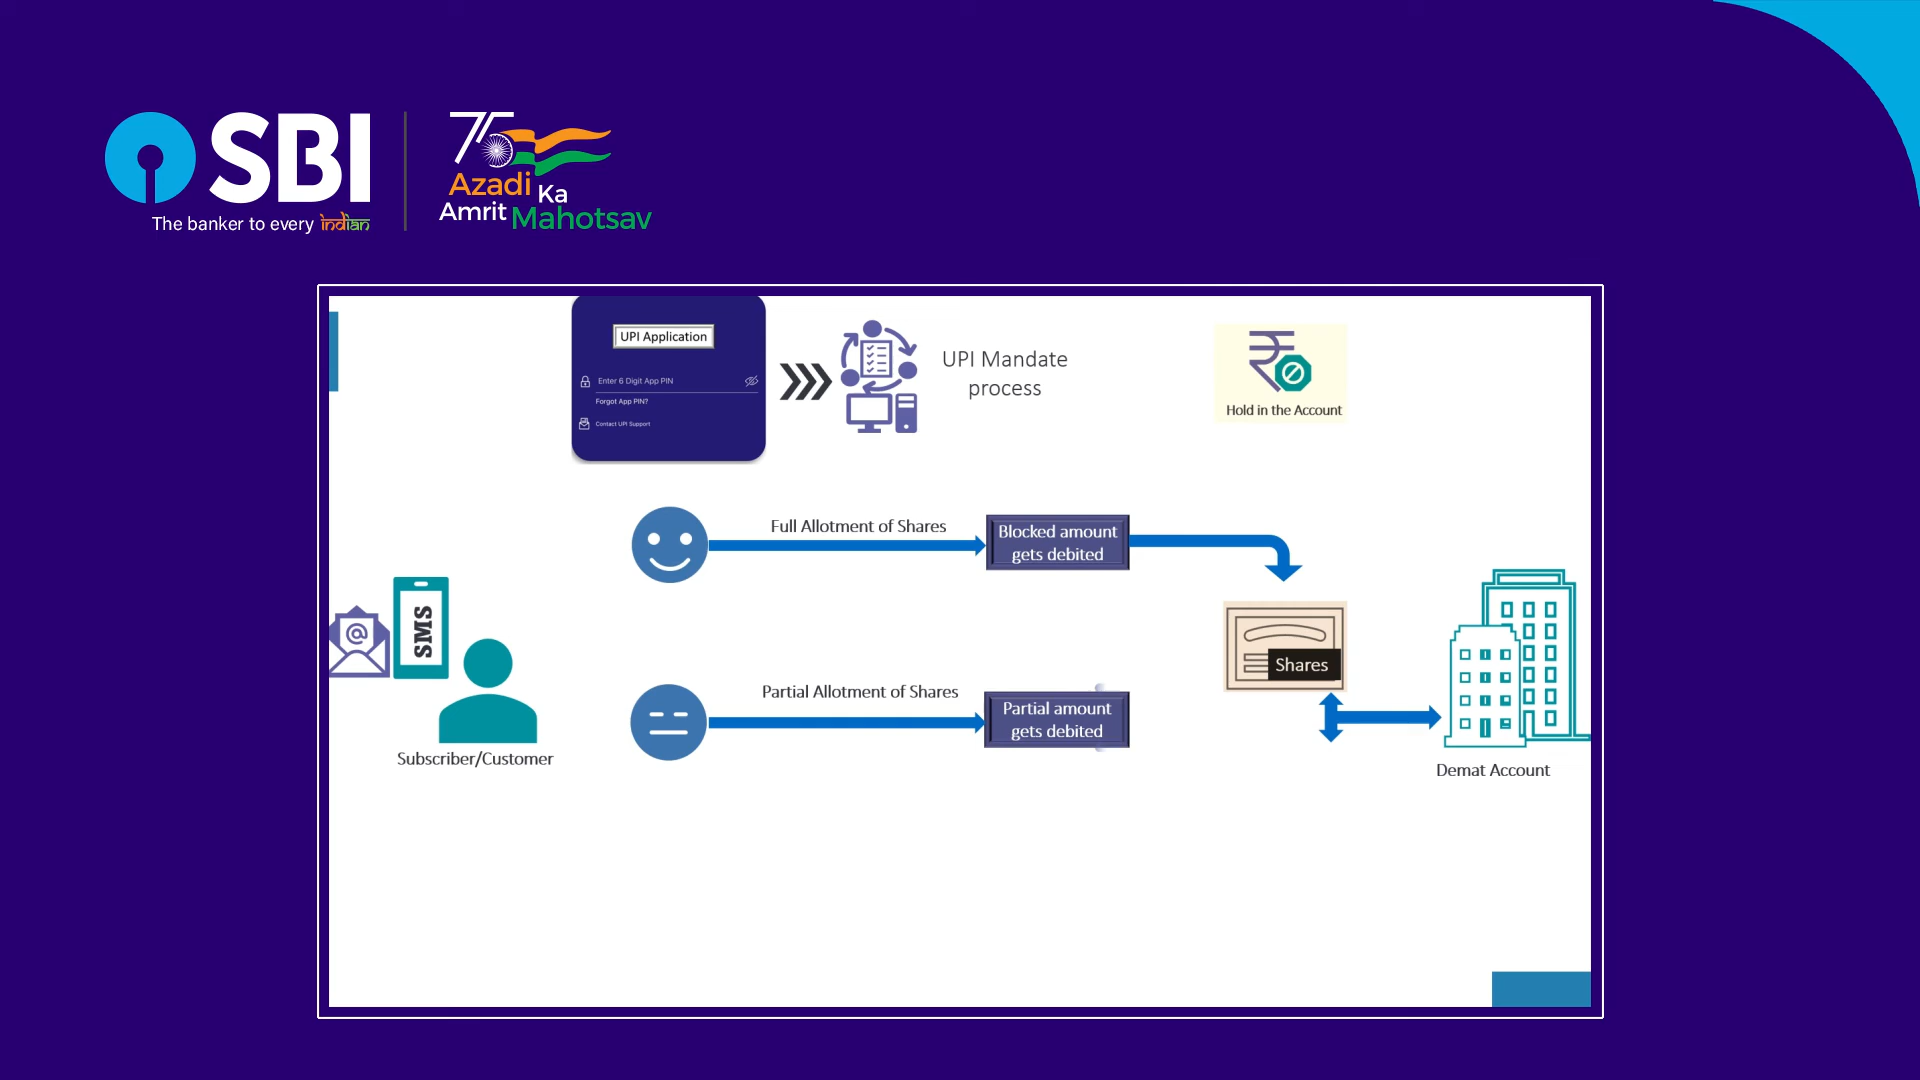 SBI
The banker to every indian
75
Azadi Ka
Amrit Mahotsav
UPI Application
Enter 6 Digit App PIN
Forgot App PIN?
Contact UPI Support
UPI Mandate
process
Hold in the Account
Full Allotment of Shares
Blocked amount
gets debited
@
SMS
Subscriber/Customer
Partial Allotment of Shares
Partial amount
gets debited
Shares
Demat Account